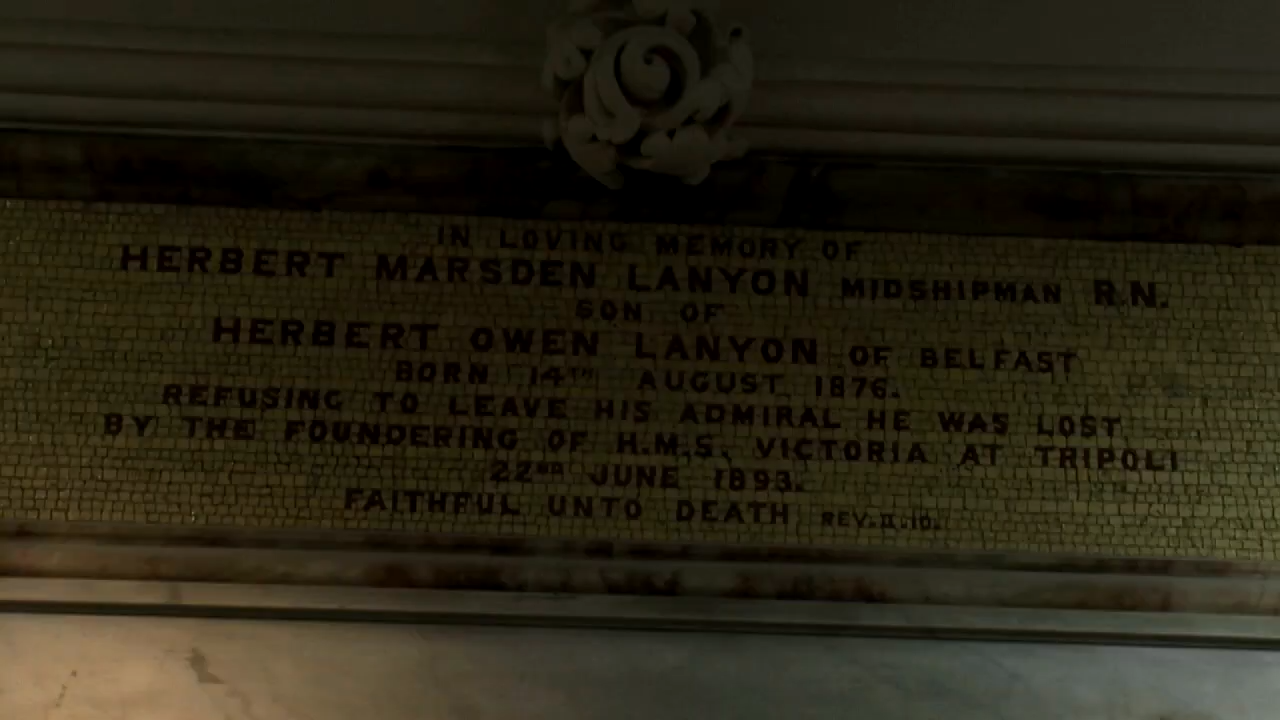 IN LOVING MEMORY OF
HERBERT MARSDEN LANYON MIDSHIPMAN R.N.
SON OF
HERBERT OWEN LANYON OF BELFAST
BORN 14TH AUGUST 1876.
REFUSING TO LEAVE HIS ADMIRAL HE WAS LOST
BY THE FOUNDERING OF H.M.S. VICTORIA AT TRIPOLI
22ND JUNE 1893.
FAITHFUL UNTO DEATH REV. II. 10.